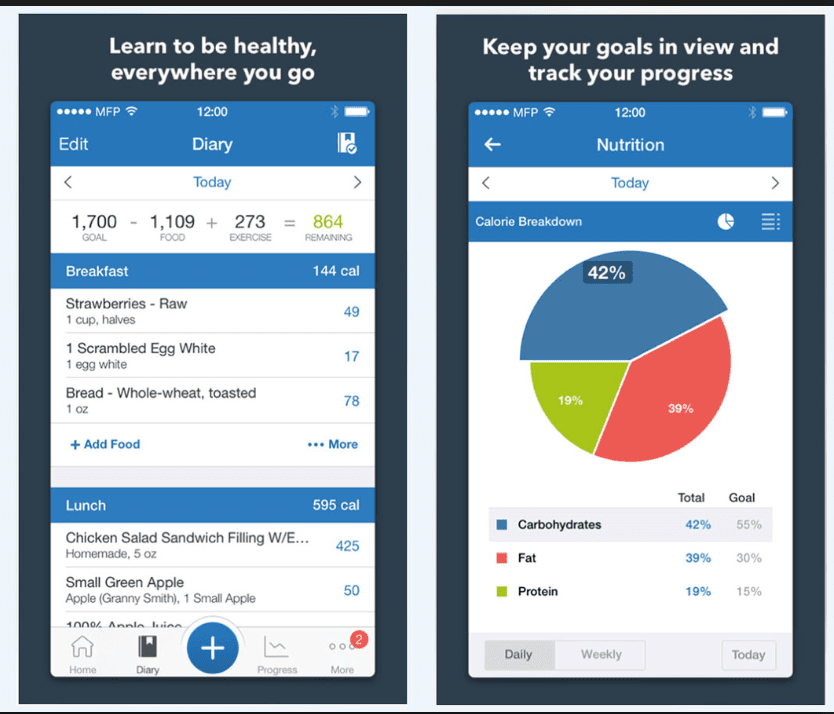 Learn to be healthy,
everywhere you go
MFP 12:00
Edit Diary
Today
1,700 - 1,109 + 273 = 864
GOAL FOOD EXERCISE REMAINING
Breakfast 144 cal
Strawberries - Raw 49
1 cup, halves
1 Scrambled Egg White 17
1 egg white
Bread - Whole-wheat, toasted 78
1 oz
+ Add Food ••• More
Lunch 595 cal
Chicken Salad Sandwich Filling W/E... 425
Homemade, 5 oz
Small Green Apple 50
Apple (Granny Smith), 1 Small Apple
100% Apple Juice
2
Home Diary + Progress More
Keep your goals in view and
track your progress
MFP 12:00
Nutrition
Today
Calorie Breakdown
42%
19%
39%
Total Goal
Carbohydrates 42% 55%
Fat 39% 30%
Protein 19% 15%
Daily Weekly Today